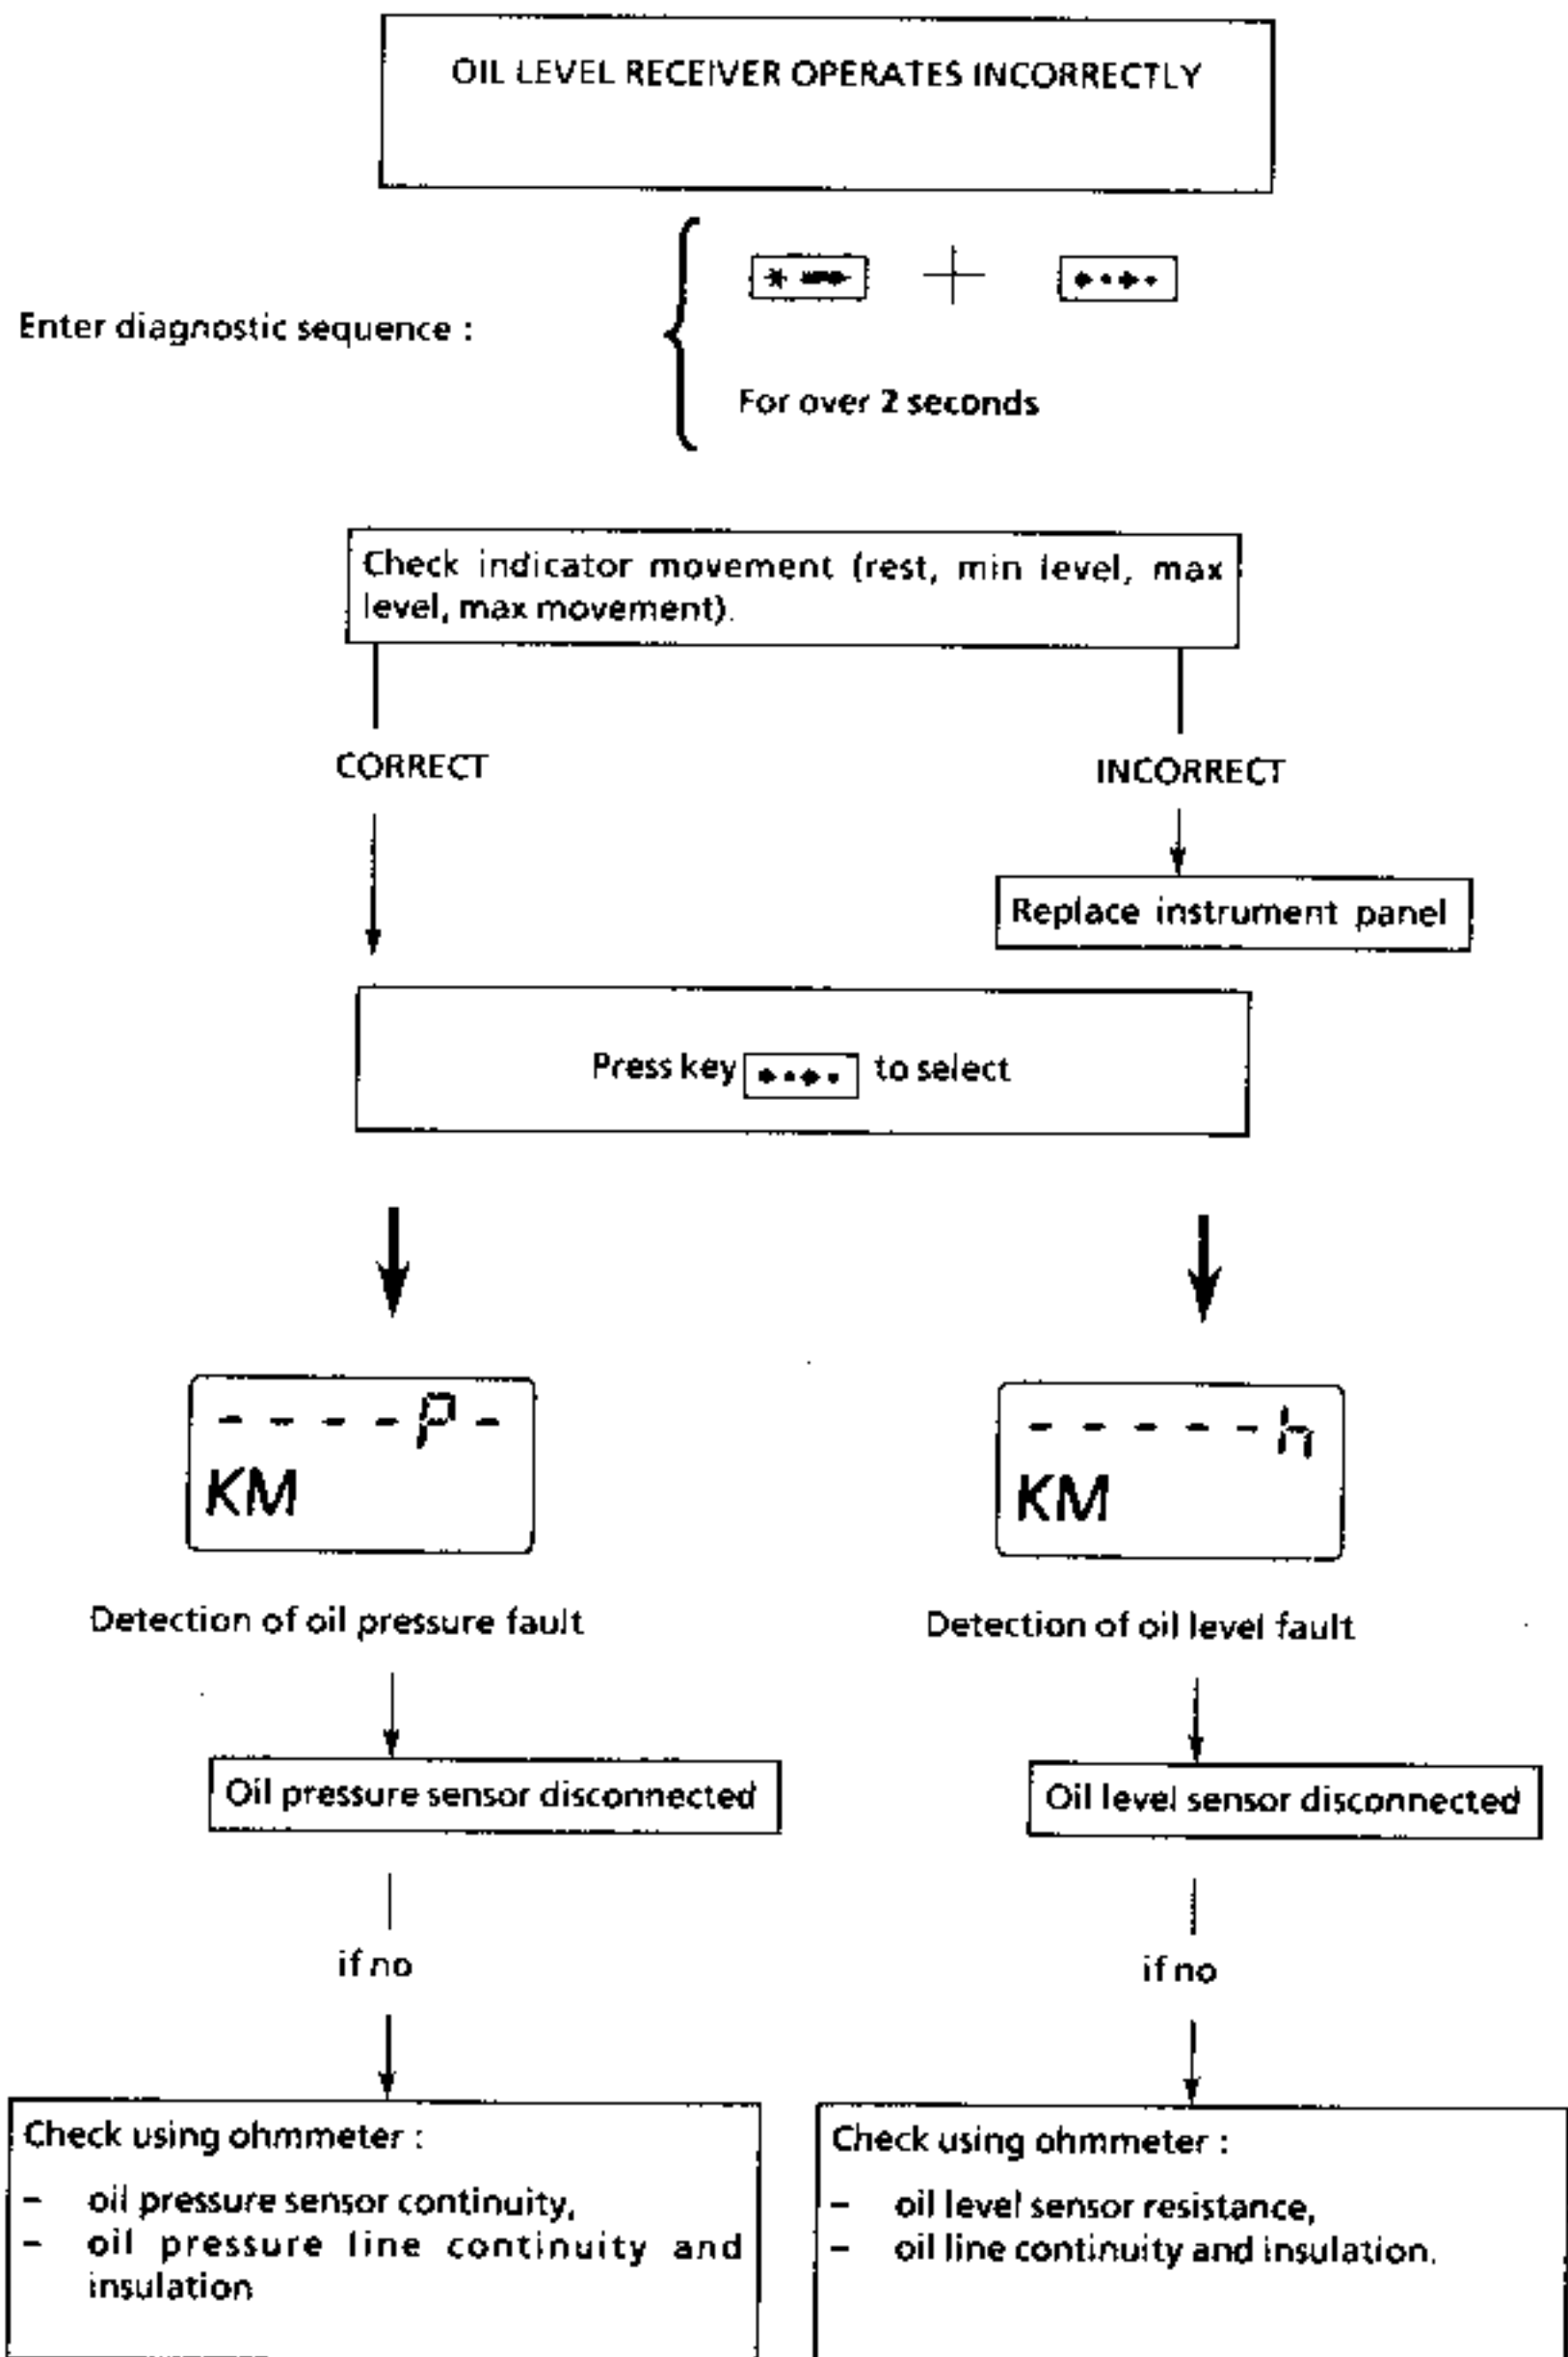 OIL LEVEL RECEIVER OPERATES INCORRECTLY
Enter diagnostic sequence :
For over 2 seconds
Check indicator movement (rest, min level, max
level, max movement).
CORRECT
INCORRECT
Replace instrument panel
Press key to select
- - - - P -
KM
- - - - - h
KM
Detection of oil pressure fault
Detection of oil level fault
Oil pressure sensor disconnected
Oil level sensor disconnected
if no
if no
Check using ohmmeter :
- oil pressure sensor continuity,
- oil pressure line continuity and
insulation
Check using ohmmeter :
- oil level sensor resistance,
- oil line continuity and insulation.